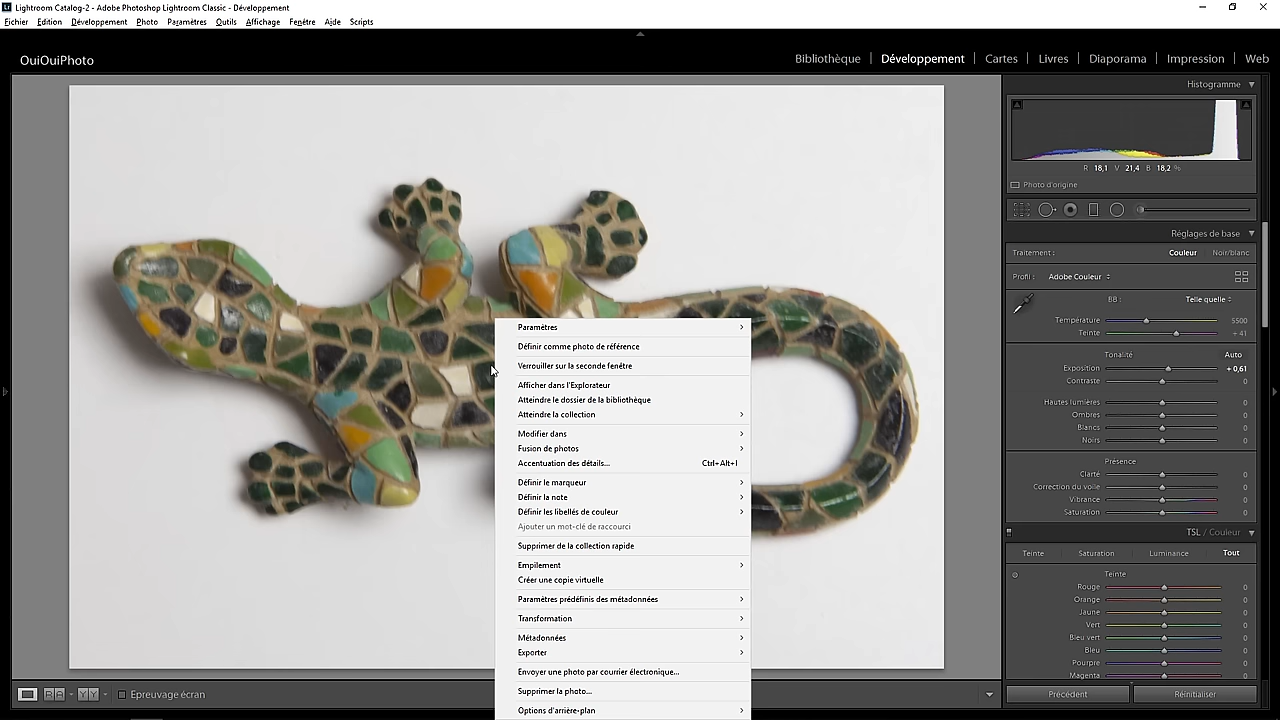 Lightroom Catalog-2 - Adobe Photoshop Lightroom Classic - Développement
Fichier Edition Développement Photo Paramètres Outils Affichage Fenêtre Aide Scripts
OuiOuiPhoto
Bibliothèque | Développement | Cartes | Livres | Diaporama | Impression | Web
Histogramme
R 18,1 V 21,4 B 18,2 %
Photo d'origine
Réglages de base
Traitement : Couleur Noir/blanc
Profil : Adobe Couleur
BB : Telle quelle
Température 5500
Teinte + 41
Tonalité Auto
Exposition + 0,61
Contraste 0
Hautes lumières 0
Ombres 0
Blancs 0
Noirs 0
Présence
Clarté 0
Correction du voile 0
Vibrance 0
Saturation 0
TSL / Couleur
Teinte Saturation Luminance Tout
Teinte
Rouge 0
Orange 0
Jaune 0
Vert 0
Bleu vert 0
Bleu 0
Pourpre 0
Magenta 0
Précédent Réinitialiser
Paramètres
Définir comme photo de référence
Verrouiller sur la seconde fenêtre
Afficher dans l'Explorateur
Atteindre le dossier de la bibliothèque
Atteindre la collection
Modifier dans
Fusion de photos
Accentuation des détails... Ctrl+Alt+I
Définir le marqueur
Définir la note
Définir les libellés de couleur
Ajouter un mot-clé de raccourci
Supprimer de la collection rapide
Empilement
Créer une copie virtuelle
Paramètres prédéfinis des métadonnées
Transformation
Métadonnées
Exporter
Envoyer une photo par courrier électronique...
Supprimer la photo...
Options d'arrière-plan
Epreuvage écran